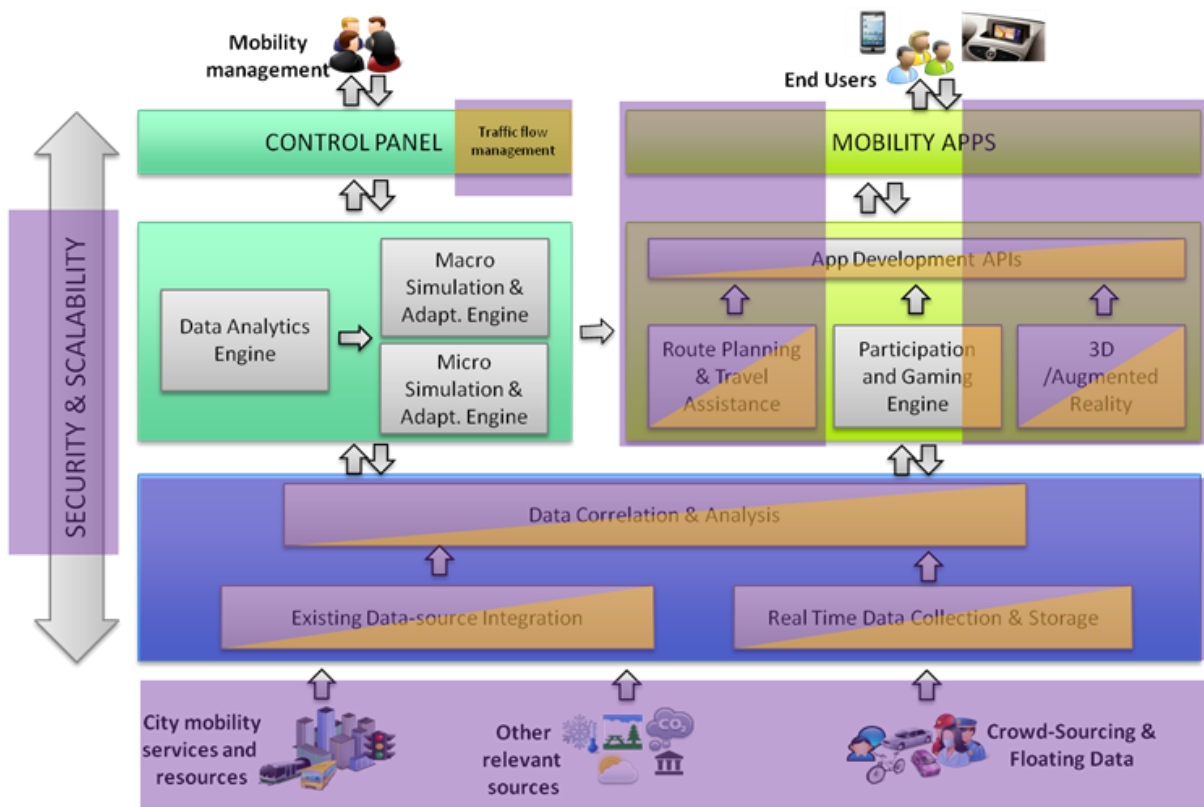 Mobility
management
End Users
CONTROL PANEL
Traffic flow
management
MOBILITY APPS
SECURITY & SCALABILITY
Data Analytics
Engine
Macro
Simulation &
Adapt. Engine
Micro
Simulation &
Adapt. Engine
App Development APIs
Route Planning
& Travel
Assistance
Participation
and Gaming
Engine
3D
/Augmented
Reality
Data Correlation & Analysis
Existing Data-source Integration
Real Time Data Collection & Storage
City mobility
services and
resources
Other
relevant
sources
CO2
Crowd-Sourcing &
Floating Data